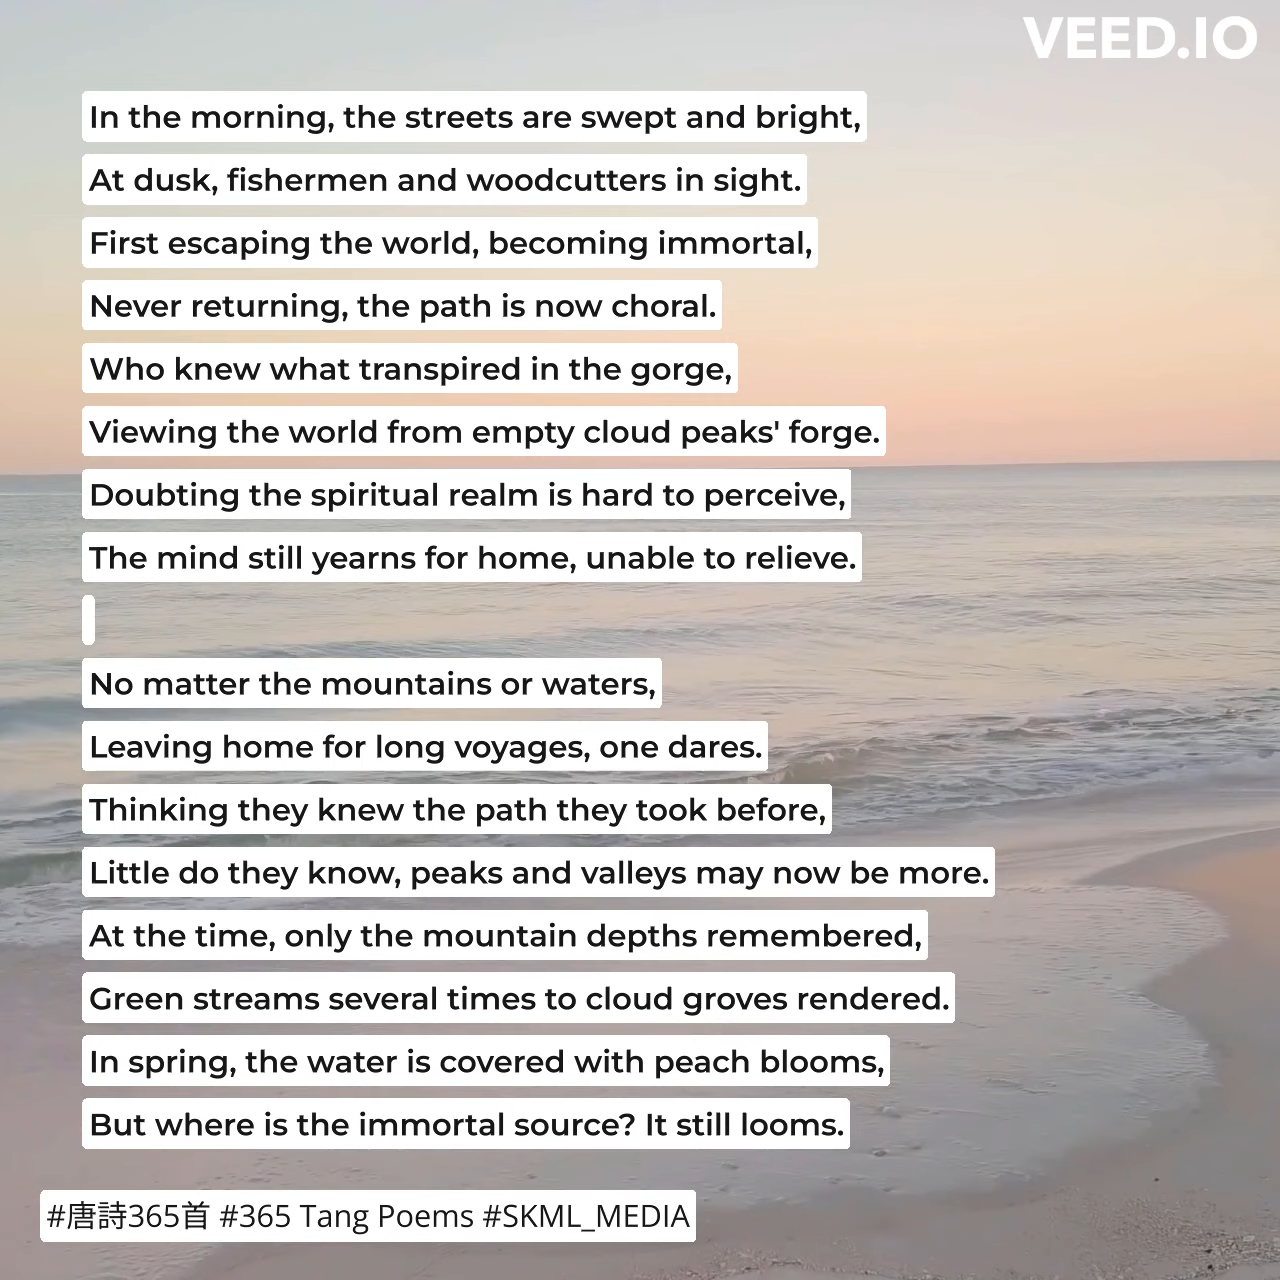 VEED.IO
In the morning, the streets are swept and bright,
At dusk, fishermen and woodcutters in sight.
First escaping the world, becoming immortal,
Never returning, the path is now choral.
Who knew what transpired in the gorge,
Viewing the world from empty cloud peaks' forge.
Doubting the spiritual realm is hard to perceive,
The mind still yearns for home, unable to relieve.
No matter the mountains or waters,
Leaving home for long voyages, one dares.
Thinking they knew the path they took before,
Little do they know, peaks and valleys may now be more.
At the time, only the mountain depths remembered,
Green streams several times to cloud groves rendered.
In spring, the water is covered with peach blooms,
But where is the immortal source? It still looms.
#唐詩365首 #365 Tang Poems #SKML_MEDIA